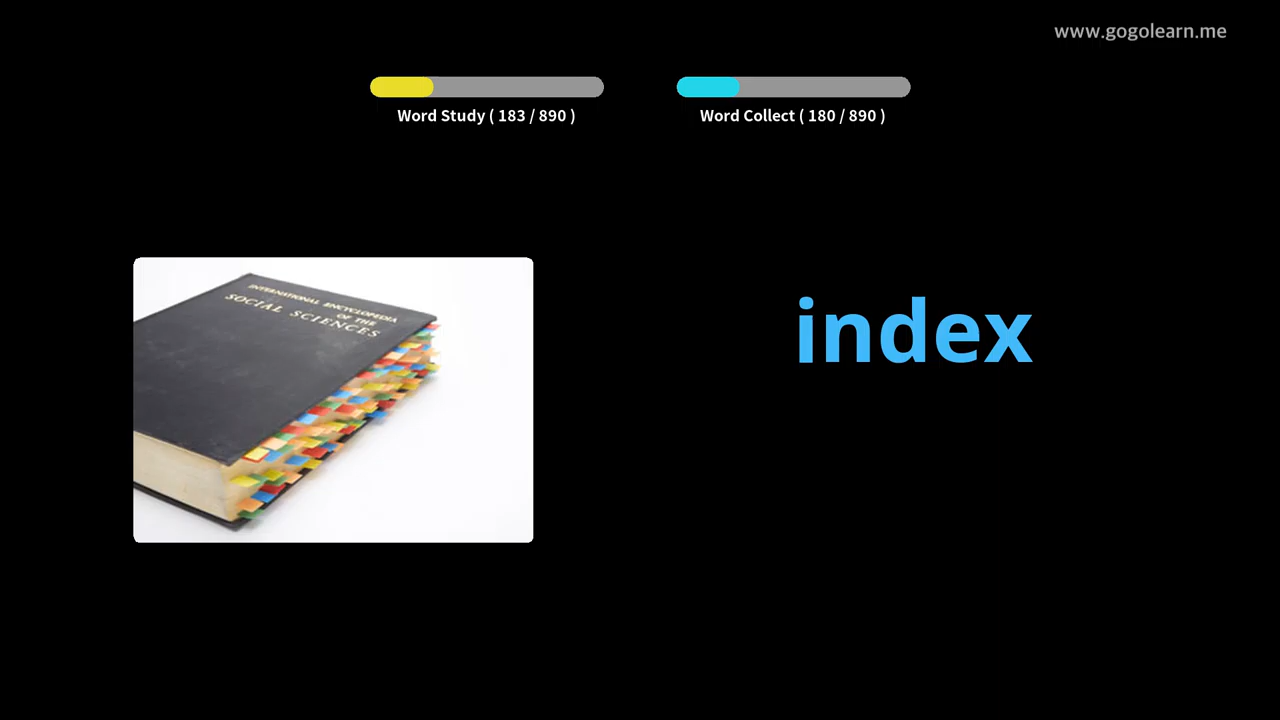 www.gogolearn.me
Word Study ( 183 / 890 )
Word Collect ( 180 / 890 )
INTERNATIONAL ENCYCLOPEDIA
OF THE
SOCIAL SCIENCES
index